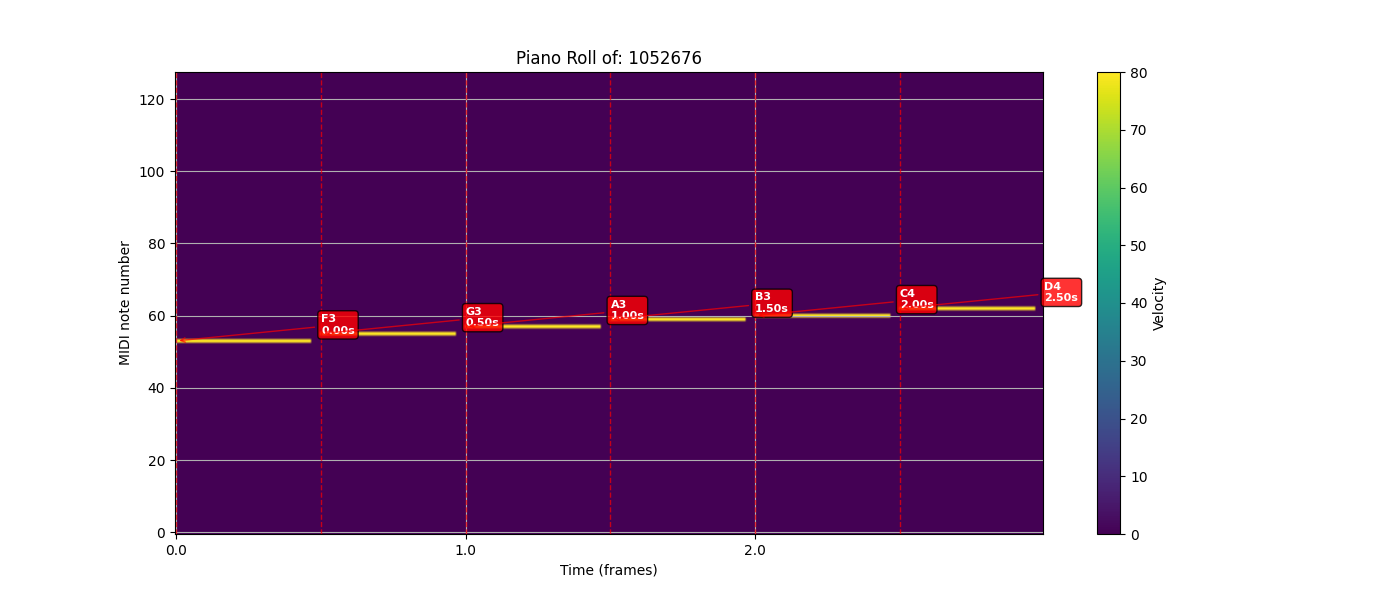 Piano Roll of: 1052676
120
100
80
60
40
20
0
MIDI note number
F3
0.00s
G3
0.50s
A3
1.00s
B3
1.50s
C4
2.00s
D4
2.50s
0.0
1.0
2.0
Time (frames)
80
70
60
50
40
30
20
10
0
Velocity